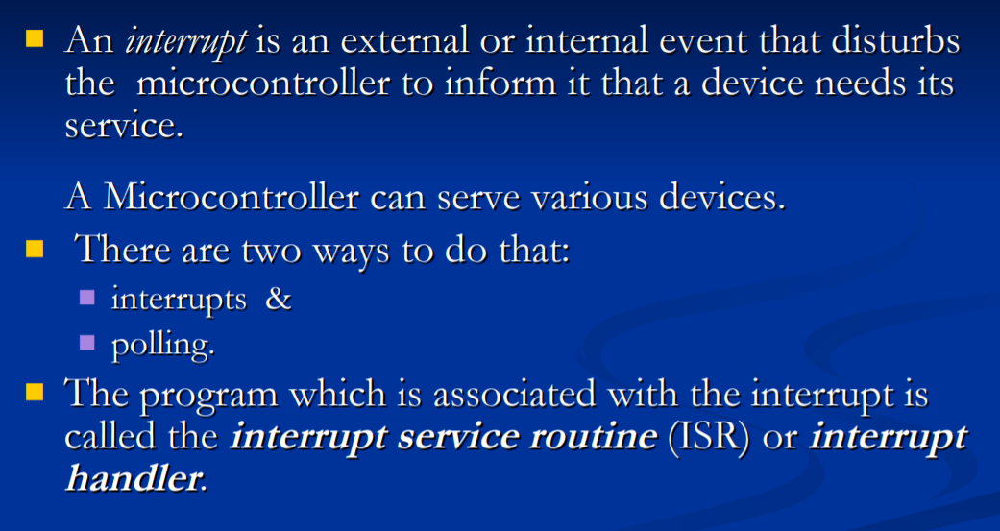 An interrupt is an external or internal event that disturbs
the microcontroller to inform it that a device needs its
service.
A Microcontroller can serve various devices.
There are two ways to do that:
interrupts &
polling.
The program which is associated with the interrupt is
called the interrupt service routine (ISR) or interrupt
handler.